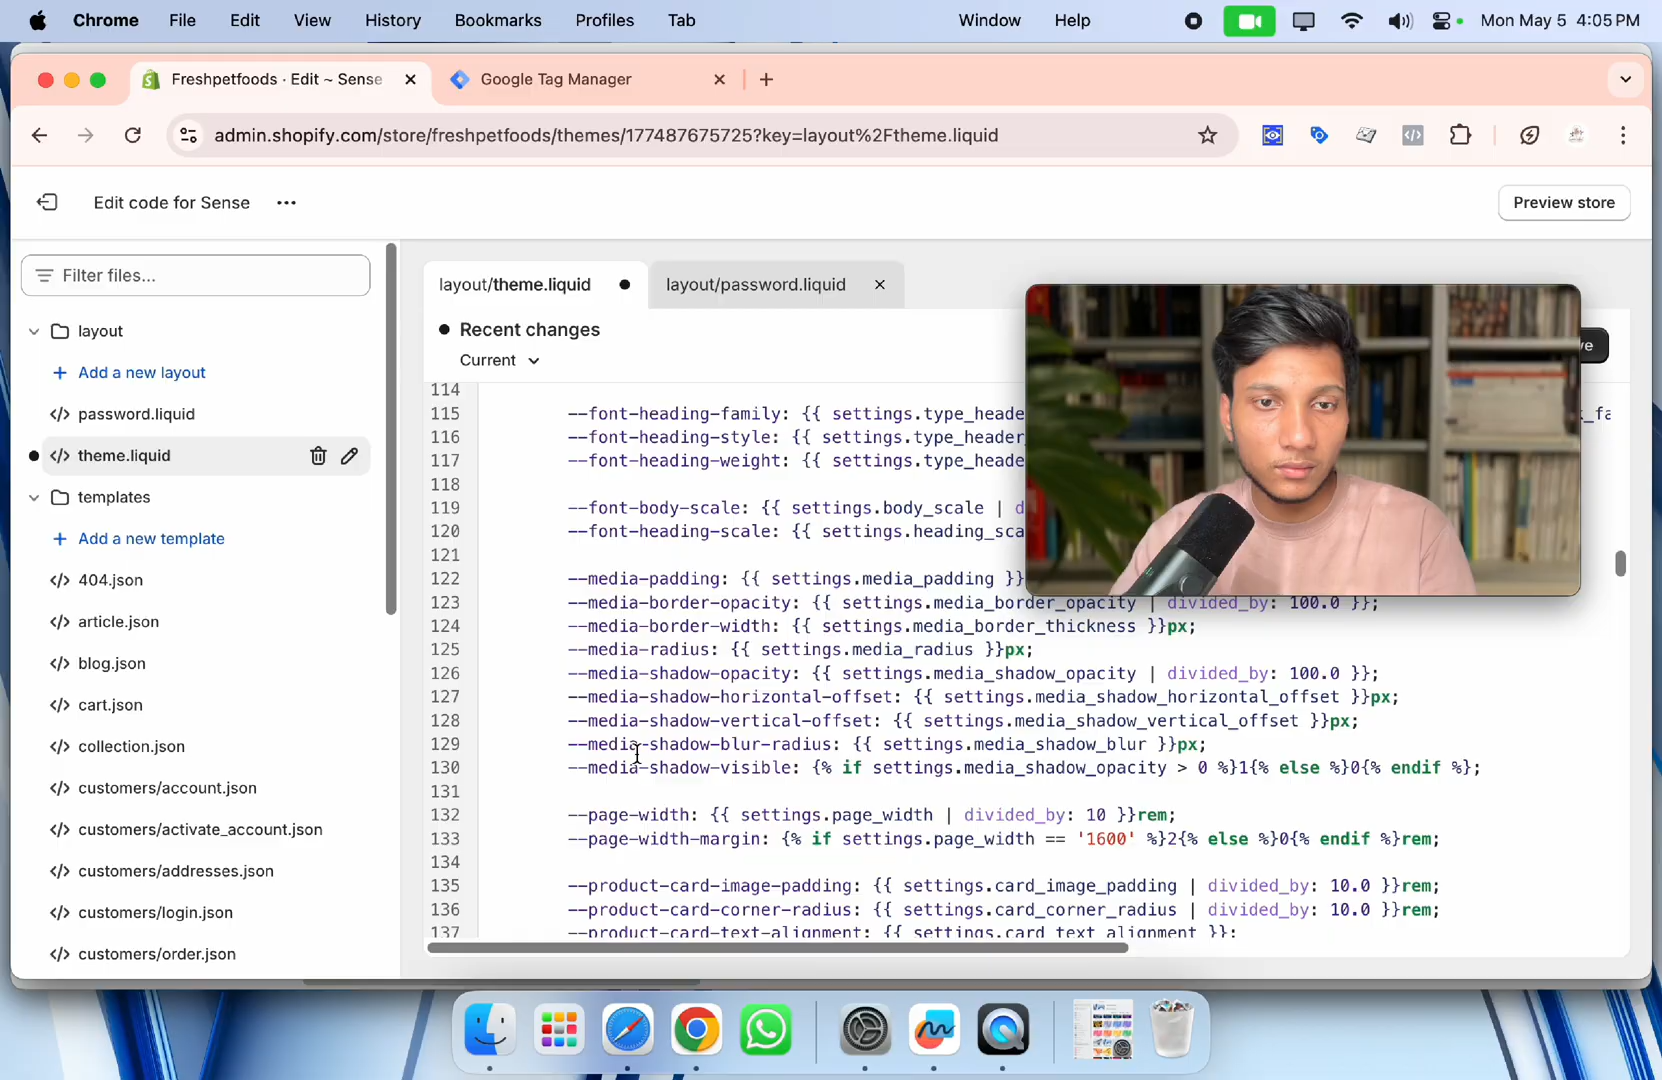 Chrome File Edit View History Bookmarks Profiles Tab Window Help Mon May 5 4:05 PM
Freshpetfoods · Edit ~ Sense
Google Tag Manager
admin.shopify.com/store/freshpetfoods/themes/177487675725?key=layout%2Ftheme.liquid
Edit code for Sense
Preview store
Filter files...
layout
+ Add a new layout
password.liquid
theme.liquid
templates
+ Add a new template
404.json
article.json
blog.json
cart.json
collection.json
customers/account.json
customers/activate_account.json
customers/addresses.json
customers/login.json
customers/order.json
layout/theme.liquid
layout/password.liquid
Recent changes
Current
114
115 --font-heading-family: {{ settings.type_heade
116 --font-heading-style: {{ settings.type_header
117 --font-heading-weight: {{ settings.type_heade
118
119 --font-body-scale: {{ settings.body_scale | d
120 --font-heading-scale: {{ settings.heading_sca
121
122 --media-padding: {{ settings.media_padding }}
123 --media-border-opacity: {{ settings.media_border_opacity | divided_by: 100.0 }};
124 --media-border-width: {{ settings.media_border_thickness }}px;
125 --media-radius: {{ settings.media_radius }}px;
126 --media-shadow-opacity: {{ settings.media_shadow_opacity | divided_by: 100.0 }};
127 --media-shadow-horizontal-offset: {{ settings.media_shadow_horizontal_offset }}px;
128 --media-shadow-vertical-offset: {{ settings.media_shadow_vertical_offset }}px;
129 --media-shadow-blur-radius: {{ settings.media_shadow_blur }}px;
130 --media-shadow-visible: {% if settings.media_shadow_opacity > 0 %}1{% else %}0{% endif %};
131
132 --page-width: {{ settings.page_width | divided_by: 10 }}rem;
133 --page-width-margin: {% if settings.page_width == '1600' %}2{% else %}0{% endif %}rem;
134
135 --product-card-image-padding: {{ settings.card_image_padding | divided_by: 10.0 }}rem;
136 --product-card-corner-radius: {{ settings.card_corner_radius | divided_by: 10.0 }}rem;
137 --product-card-text-alignment: {{ settings.card_text_alignment }};